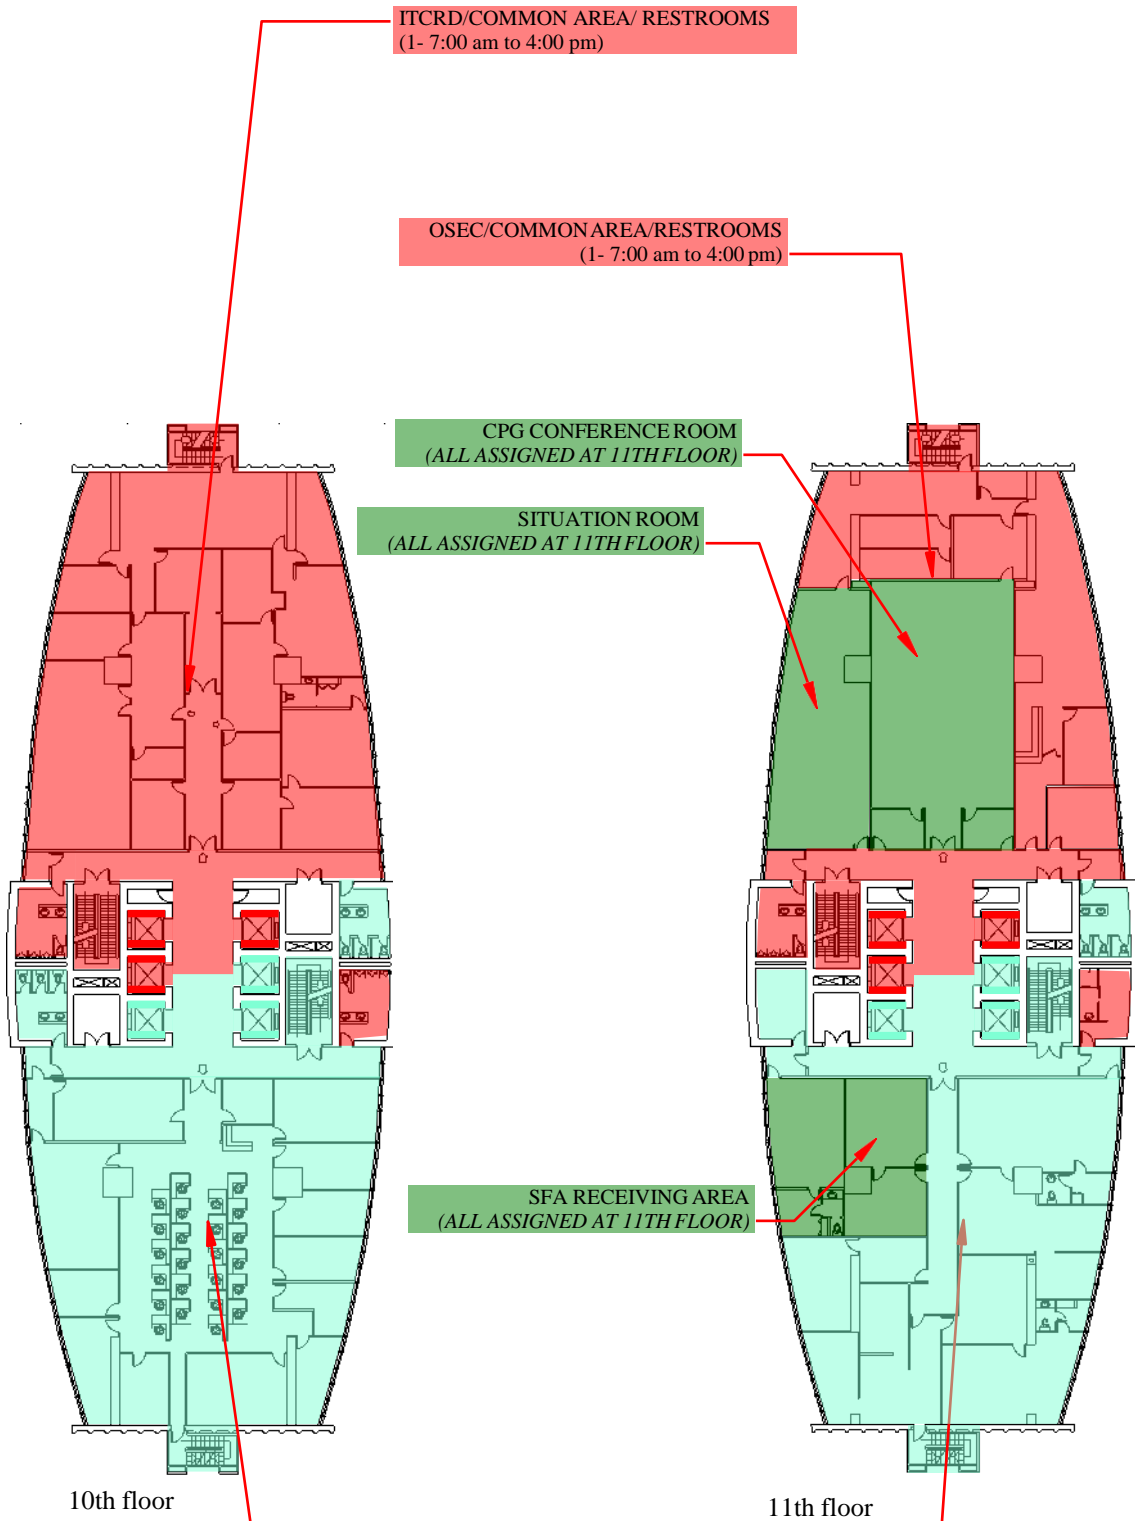 ITCRD/COMMON AREA/ RESTROOMS
(1- 7:00 am to 4:00 pm)
OSEC/COMMON AREA/RESTROOMS
(1- 7:00 am to 4:00 pm)
CPG CONFERENCE ROOM
(ALL ASSIGNED AT 11TH FLOOR)
SITUATION ROOM
(ALL ASSIGNED AT 11TH FLOOR)
SFA RECEIVING AREA
(ALL ASSIGNED AT 11TH FLOOR)
10th floor
11th floor